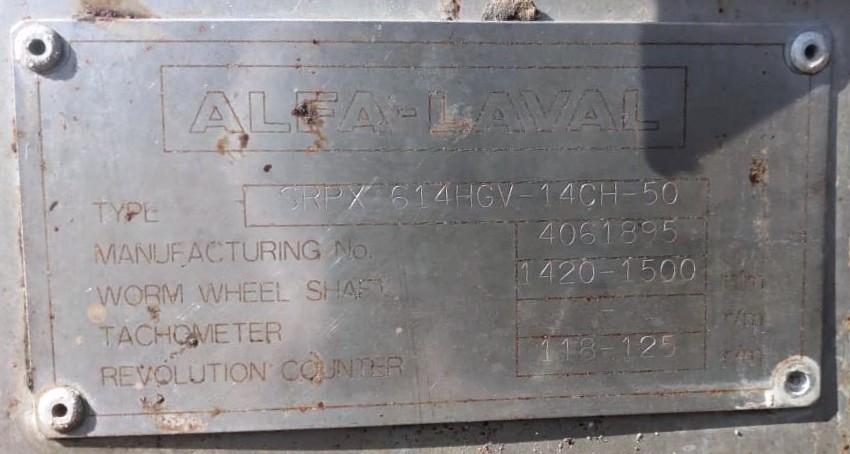 ALFA-LAVAL
TYPE SRPX 614HGV-14CH-50
MANUFACTURING No. 4061895
WORM WHEEL SHAFT 1420-1500 r/m
TACHOMETER - r/m
REVOLUTION COUNTER 118-125 r/m